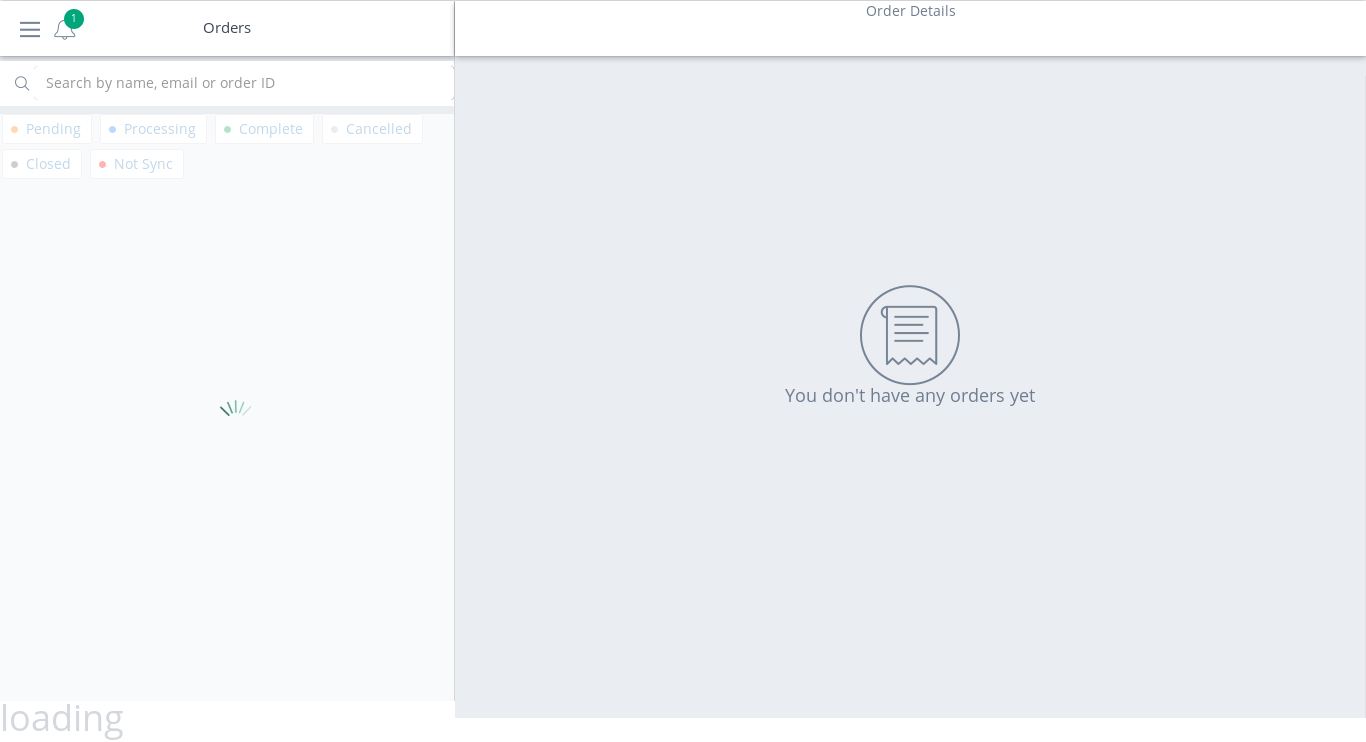 1
Orders
Order Details
Search by name, email or order ID
Pending
Processing
Complete
Cancelled
Closed
Not Sync
You don't have any orders yet
loading